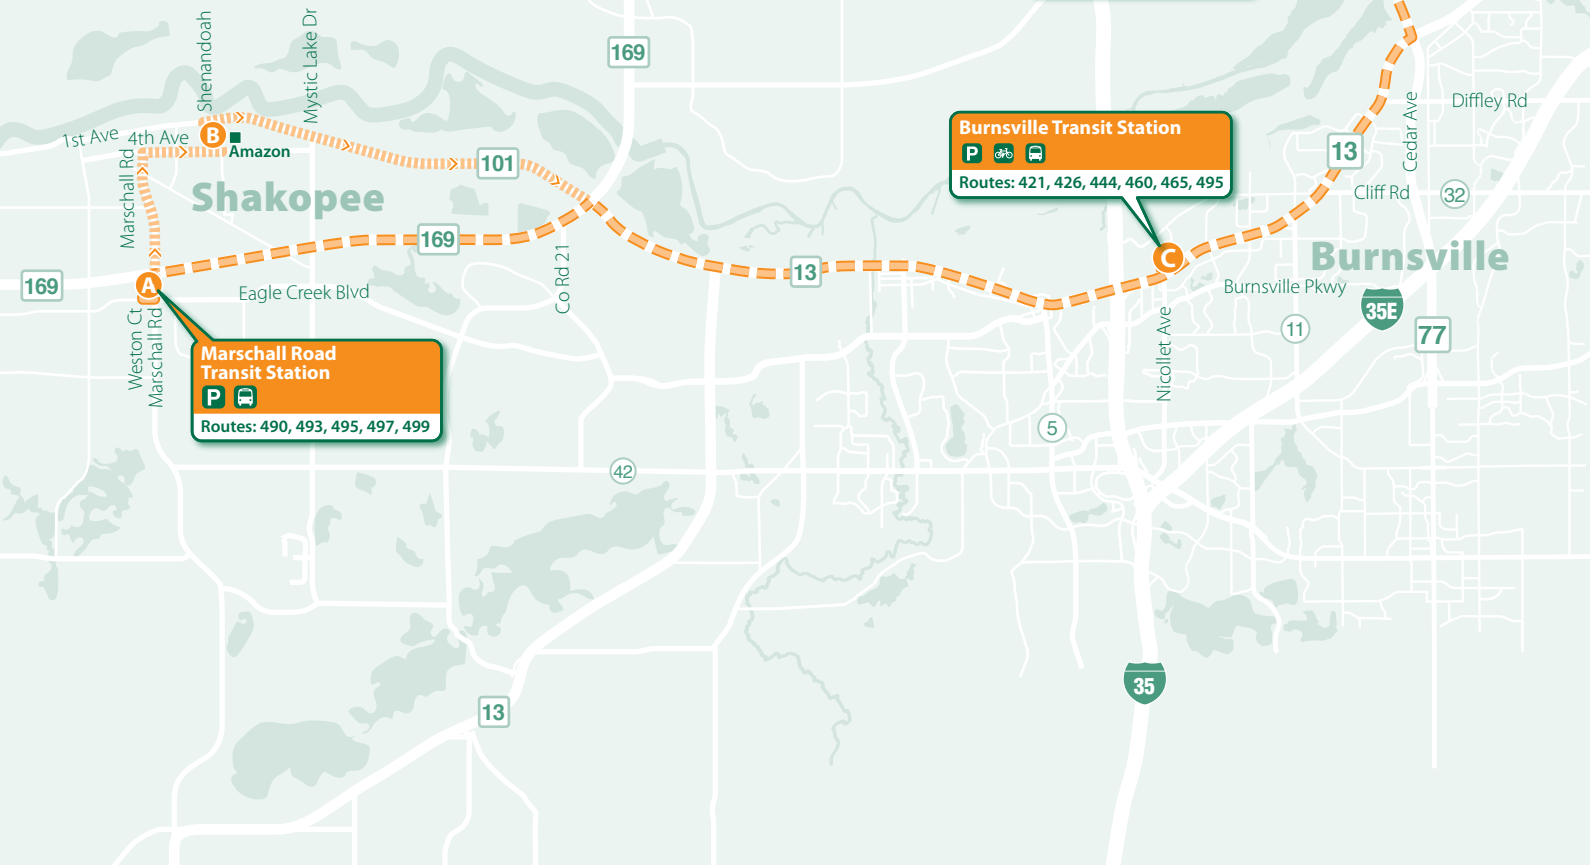 Shenandoah
Mystic Lake Dr
169
1st Ave
4th Ave
B
Amazon
Marschall Rd
Shakopee
101
169
169
A
Eagle Creek Blvd
Co Rd 21
Weston Ct
Marschall Rd
Marschall Road
Transit Station
P
Routes: 490, 493, 495, 497, 499
13
Burnsville Transit Station
P
Routes: 421, 426, 444, 460, 465, 495
C
13
Cedar Ave
Diffley Rd
Cliff Rd
32
Burnsville
Burnsville Pkwy
35E
11
77
Nicollet Ave
5
42
13
35